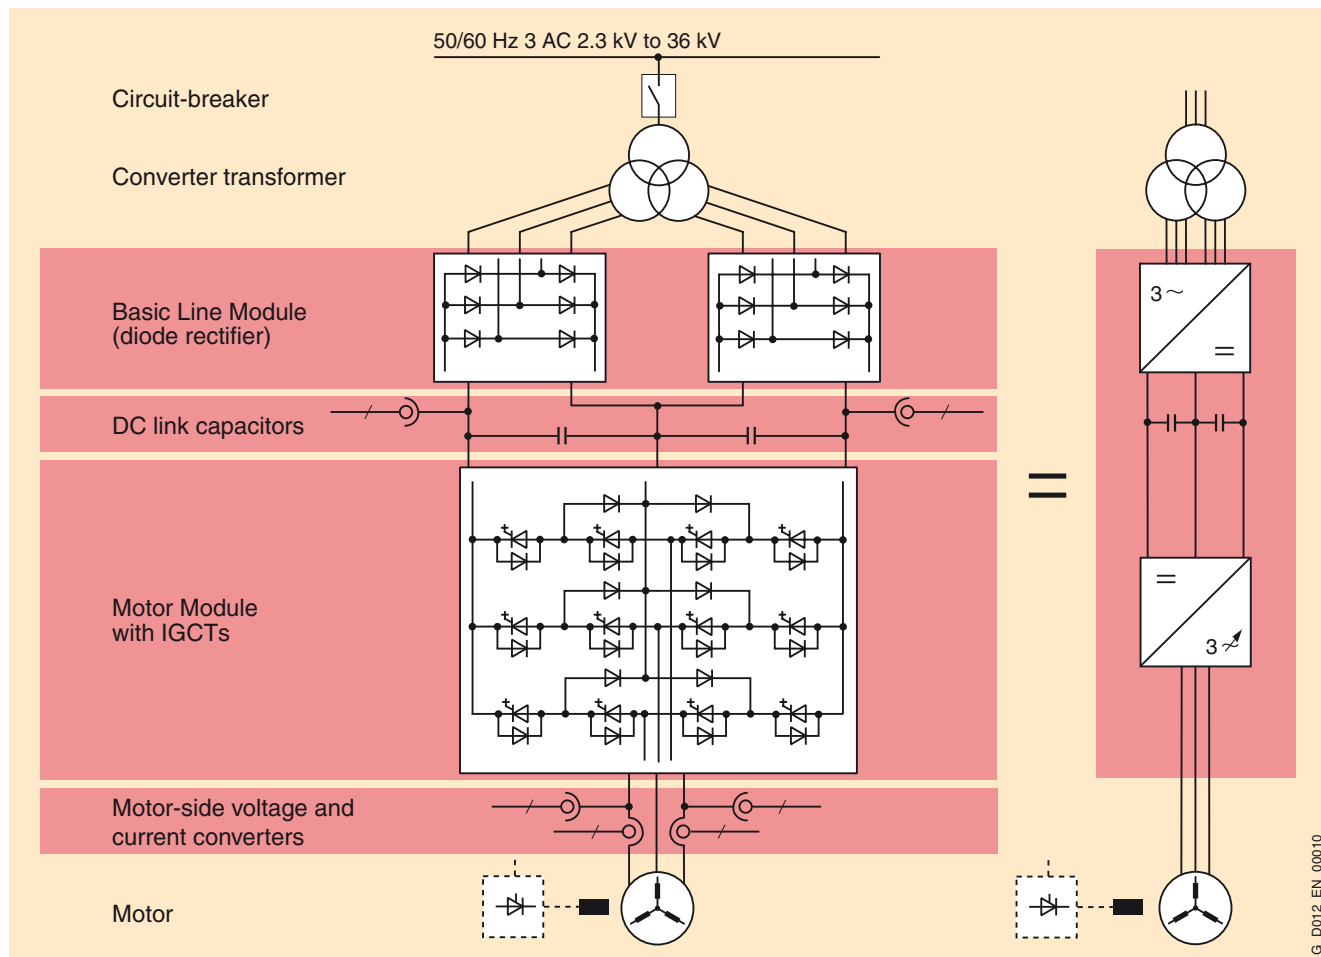 50/60 Hz 3 AC 2.3 kV to 36 kV
Circuit-breaker
Converter transformer
Basic Line Module
(diode rectifier)
3 ~
=
DC link capacitors
=
Motor Module
with IGCTs
=
3 ~
Motor-side voltage and
current converters
Motor
G_D012_EN_00010